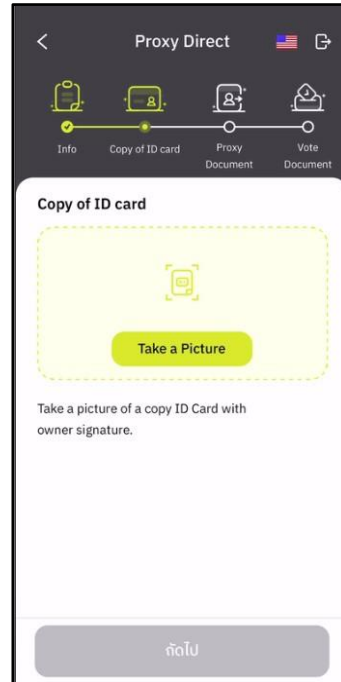 Proxy Direct
Info
Copy of ID card
Proxy
Document
Vote
Document
Copy of ID card
Take a Picture
Take a picture of a copy ID Card with
owner signature.
ถัดไป